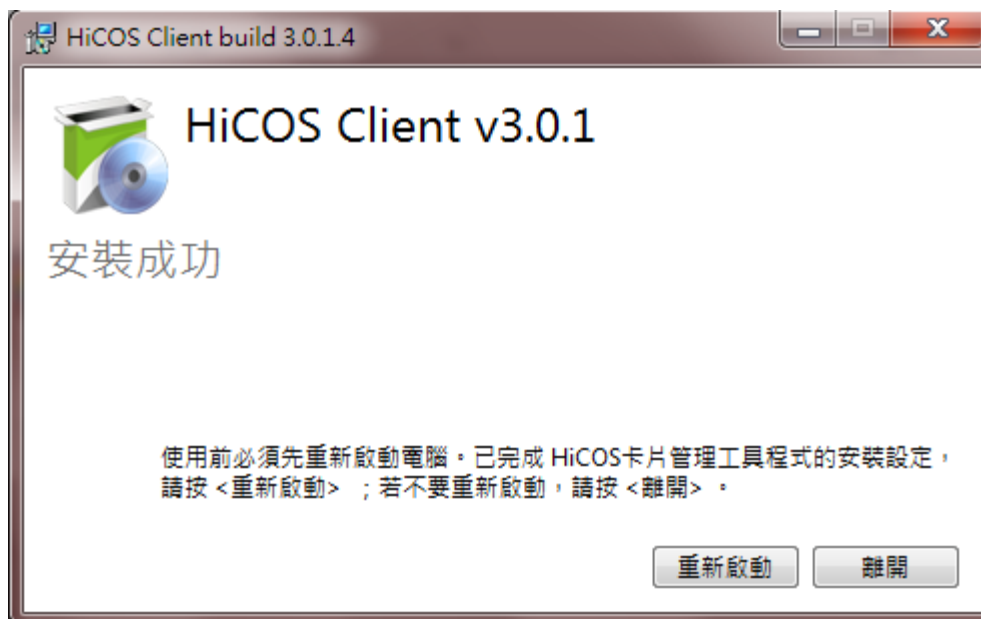 HiCOS Client build 3.0.1.4
HiCOS Client v3.0.1
安裝成功
使用前必須先重新啟動電腦。已完成 HiCOS卡片管理工具程式的安裝設定，
請按 <重新啟動> ；若不要重新啟動，請按 <離開> 。
重新啟動
離開